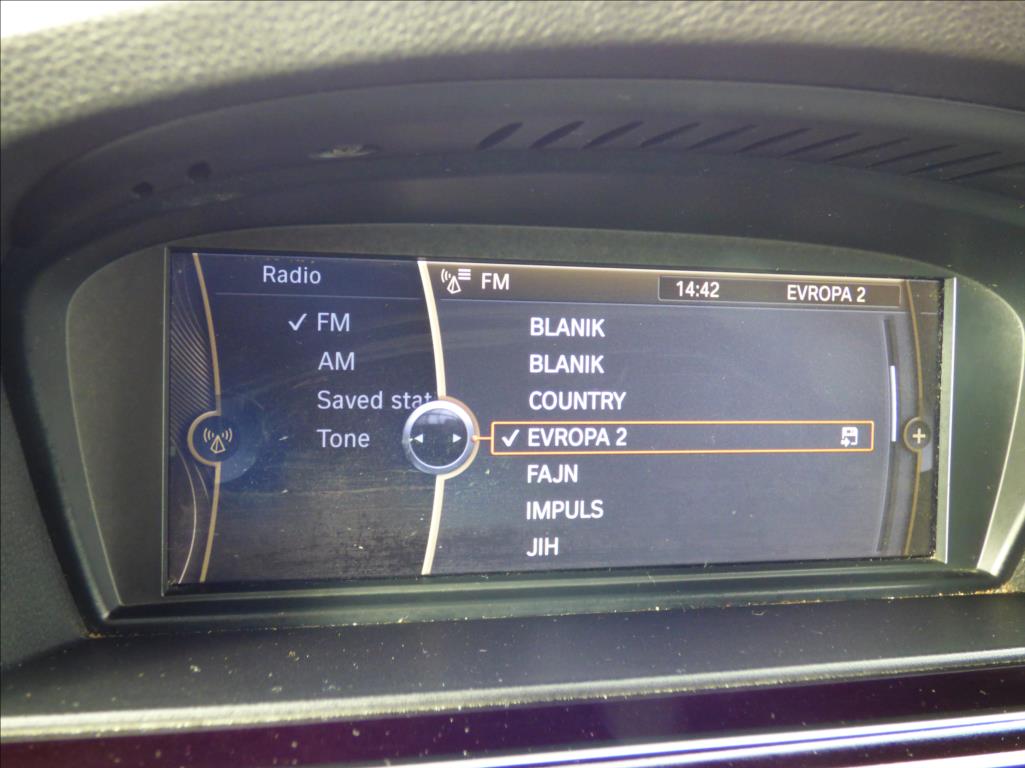 Radio
FM
AM
Saved stat
Tone
FM
14:42
EVROPA 2
BLANIK
BLANIK
COUNTRY
EVROPA 2
FAJN
IMPULS
JIH